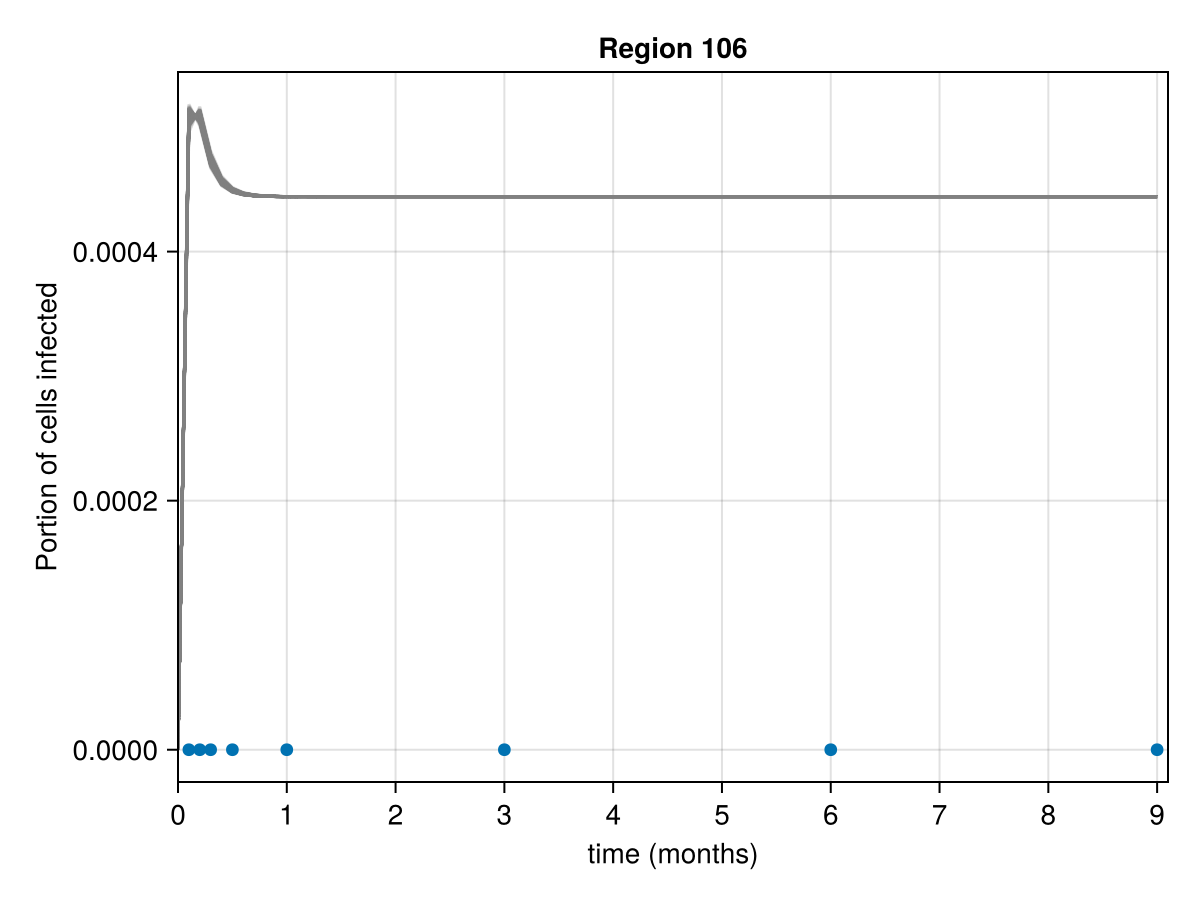 Region 106
Portion of cells infected
0.0004
0.0002
0.0000
0 1 2 3 4 5 6 7 8 9
time (months)